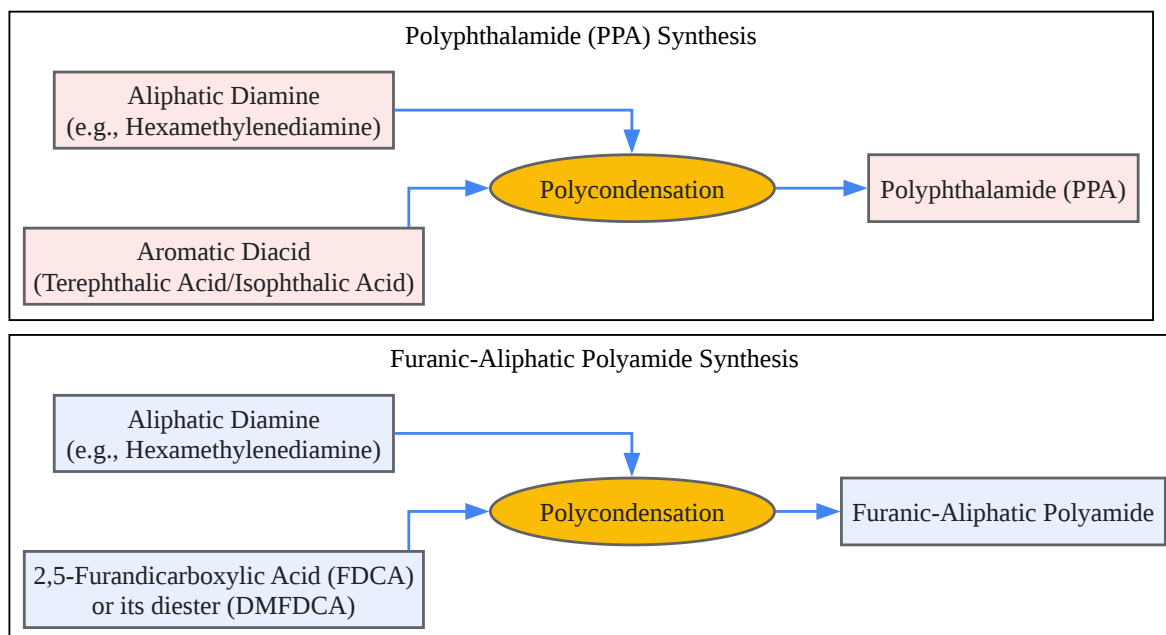 Polyphthalamide (PPA) Synthesis
Aliphatic Diamine
(e.g., Hexamethylenediamine)
Polycondensation
Polyphthalamide (PPA)
Aromatic Diacid
(Terephthalic Acid/Isophthalic Acid)
Furanic-Aliphatic Polyamide Synthesis
Aliphatic Diamine
(e.g., Hexamethylenediamine)
Polycondensation
Furanic-Aliphatic Polyamide
2,5-Furandicarboxylic Acid (FDCA)
or its diester (DMFDCA)